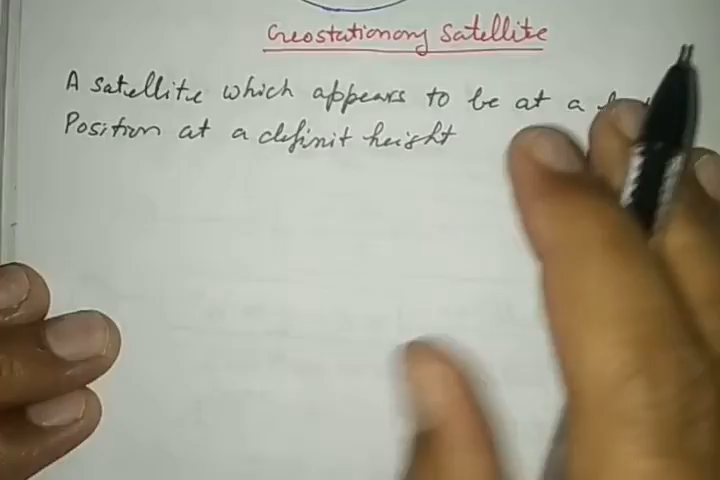 Geostationary Satellite
A satellite which appears to be at a
Position at a definit height